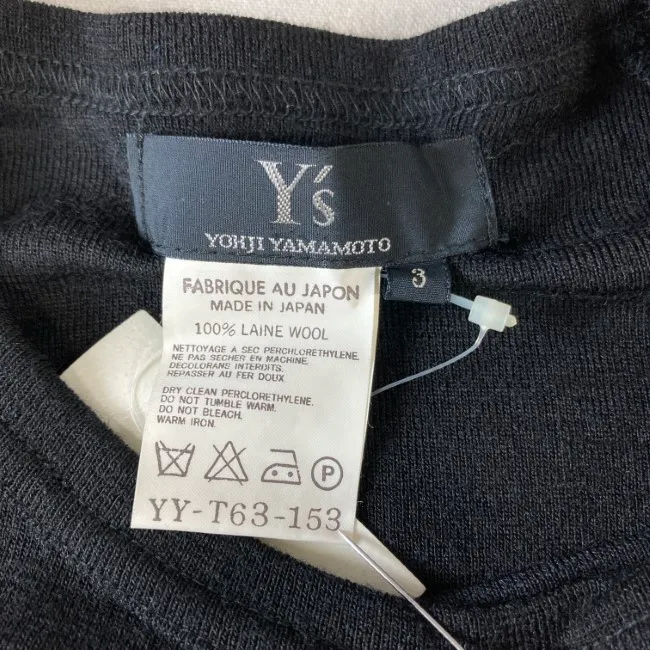 Y's
YOHJI YAMAMOTO
3
FABRIQUE AU JAPON
MADE IN JAPAN
100% LAINE WOOL
NETTOYAGE A SEC PERCHLORETHYLENE.
NE PAS SECHER EN MACHINE.
DECOLORANS INTERDITS.
REPASSER AU FER DOUX.
DRY CLEAN PERCLORETHYLENE.
DO NOT TUMBLE WARM.
DO NOT BLEACH.
WARM IRON.
P
YY-T63-153